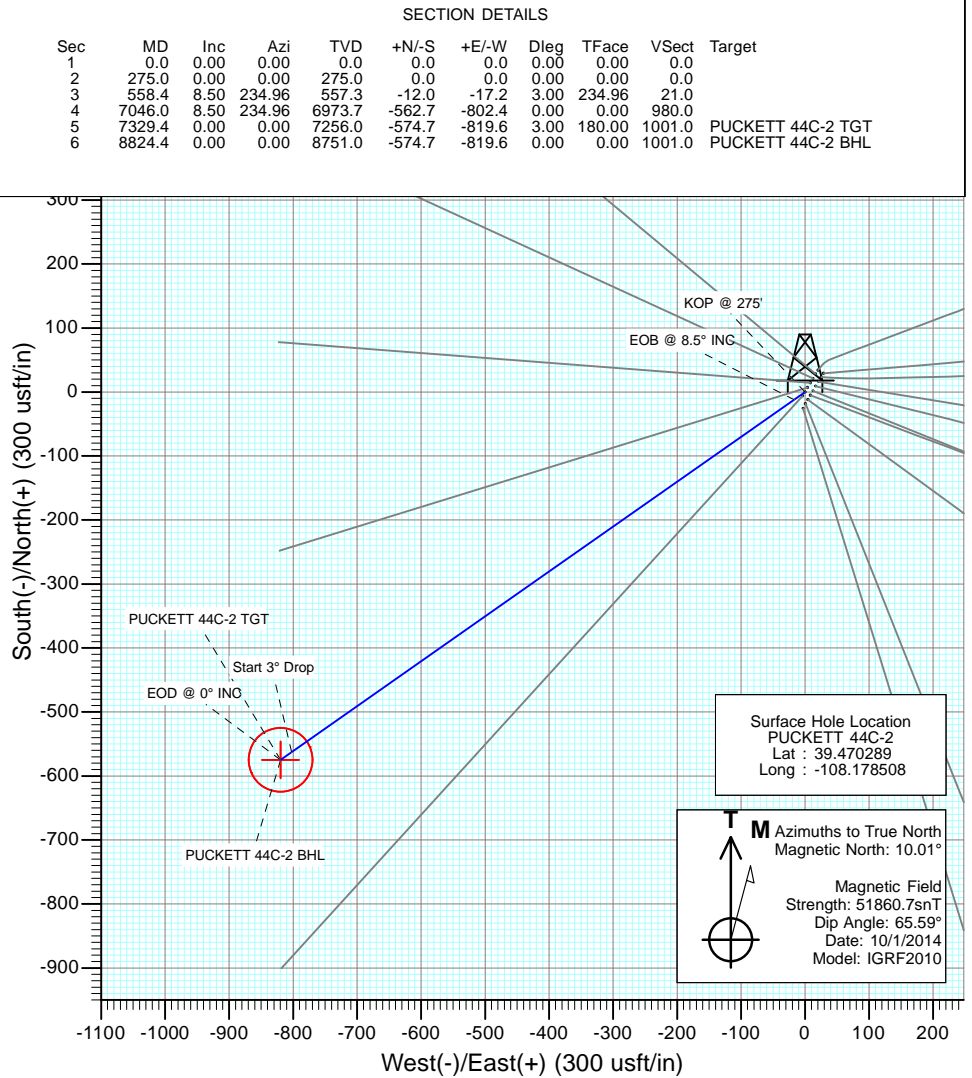 SECTION DETAILS
Sec MD Inc Azi TVD +N/-S +E/-W Dleg TFace VSect Target
1 0.0 0.00 0.00 0.0 0.0 0.0 0.00 0.00 0.0
2 275.0 0.00 0.00 275.0 0.0 0.0 0.00 0.00 0.0
3 558.4 8.50 234.96 557.3 -12.0 -17.2 3.00 234.96 21.0
4 7046.0 8.50 234.96 6973.7 -562.7 -802.4 0.00 0.00 980.0
5 7329.4 0.00 0.00 7256.0 -574.7 -819.6 3.00 180.00 1001.0 PUCKETT 44C-2 TGT
6 8824.4 0.00 0.00 8751.0 -574.7 -819.6 0.00 0.00 1001.0 PUCKETT 44C-2 BHL
300
200
100
0
-100
-200
-300
-400
-500
-600
-700
-800
-900
South(-)/North(+) (300 usft/in)
KOP @ 275'
EOB @ 8.5° INC
PUCKETT 44C-2 TGT
Start 3° Drop
EOD @ 0° INC
PUCKETT 44C-2 BHL
Surface Hole Location
PUCKETT 44C-2
Lat : 39.470289
Long : -108.178508
T
M
Azimuths to True North
Magnetic North: 10.01°
Magnetic Field
Strength: 51860.7snT
Dip Angle: 65.59°
Date: 10/1/2014
Model: IGRF2010
-1100 -1000 -900 -800 -700 -600 -500 -400 -300 -200 -100 0 100 200
West(-)/East(+) (300 usft/in)